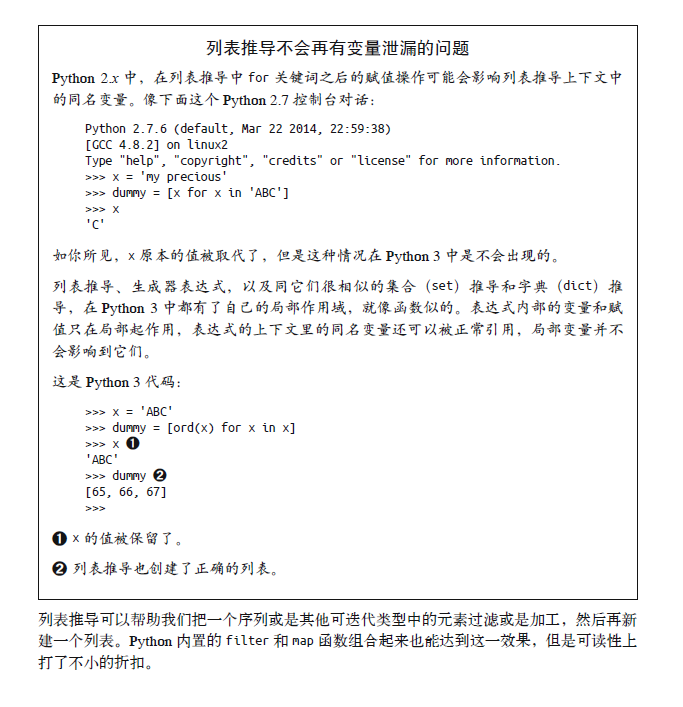 列表推导不会再有变量泄漏的问题
Python 2.x 中，在列表推导中 for 关键词之后的赋值操作可能会影响列表推导上下文中
的同名变量。像下面这个 Python 2.7 控制台对话：
Python 2.7.6 (default, Mar 22 2014, 22:59:38)
[GCC 4.8.2] on linux2
Type "help", "copyright", "credits" or "license" for more information.
>>> x = 'my precious'
>>> dummy = [x for x in 'ABC']
>>> x
'C'
如你所见，x 原本的值被取代了，但是这种情况在 Python 3 中是不会出现的。
列表推导、生成器表达式，以及同它们很相似的集合（set）推导和字典（dict）推
导，在 Python 3 中都有了自己的局部作用域，就像函数似的。表达式内部的变量和赋
值只在局部起作用，表达式的上下文里的同名变量还可以被正常引用，局部变量并不
会影响到它们。
这是 Python 3 代码：
>>> x = 'ABC'
>>> dummy = [ord(x) for x in x]
>>> x ❶
'ABC'
>>> dummy ❷
[65, 66, 67]
>>>
❶ x 的值被保留了。
❷ 列表推导也创建了正确的列表。
列表推导可以帮助我们把一个序列或是其他可迭代类型中的元素过滤或是加工，然后再新
建一个列表。Python 内置的 filter 和 map 函数组合起来也能达到这一效果，但是可读性上
打了不小的折扣。